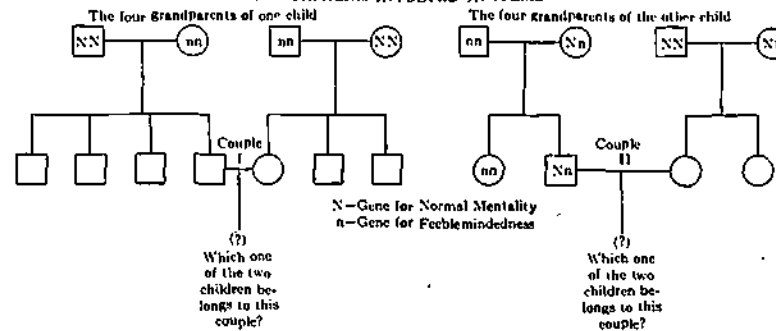 The four grandparents of one child
The four grandparents of the other child
NN
nn
nn
NN
nn
Nn
NN
Couple
I
Couple
II
nn
Nn
N—Gene for Normal Mentality
n—Gene for Feeblemindedness
(?)
Which one
of the two
children be-
longs to this
couple?
(?)
Which one
of the two
children be-
longs to this
couple?